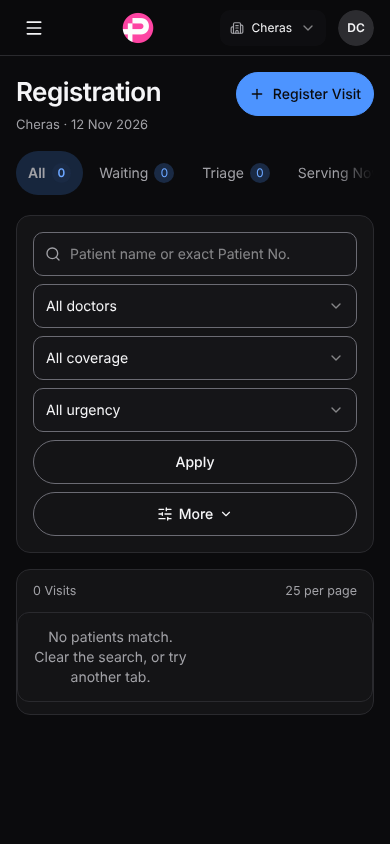 Cheras
DC
Registration
Register Visit
Cheras · 12 Nov 2026
All 0
Waiting 0
Triage 0
Serving No
Patient name or exact Patient No.
All doctors
All coverage
All urgency
Apply
More
0 Visits
25 per page
No patients match.
Clear the search, or try
another tab.